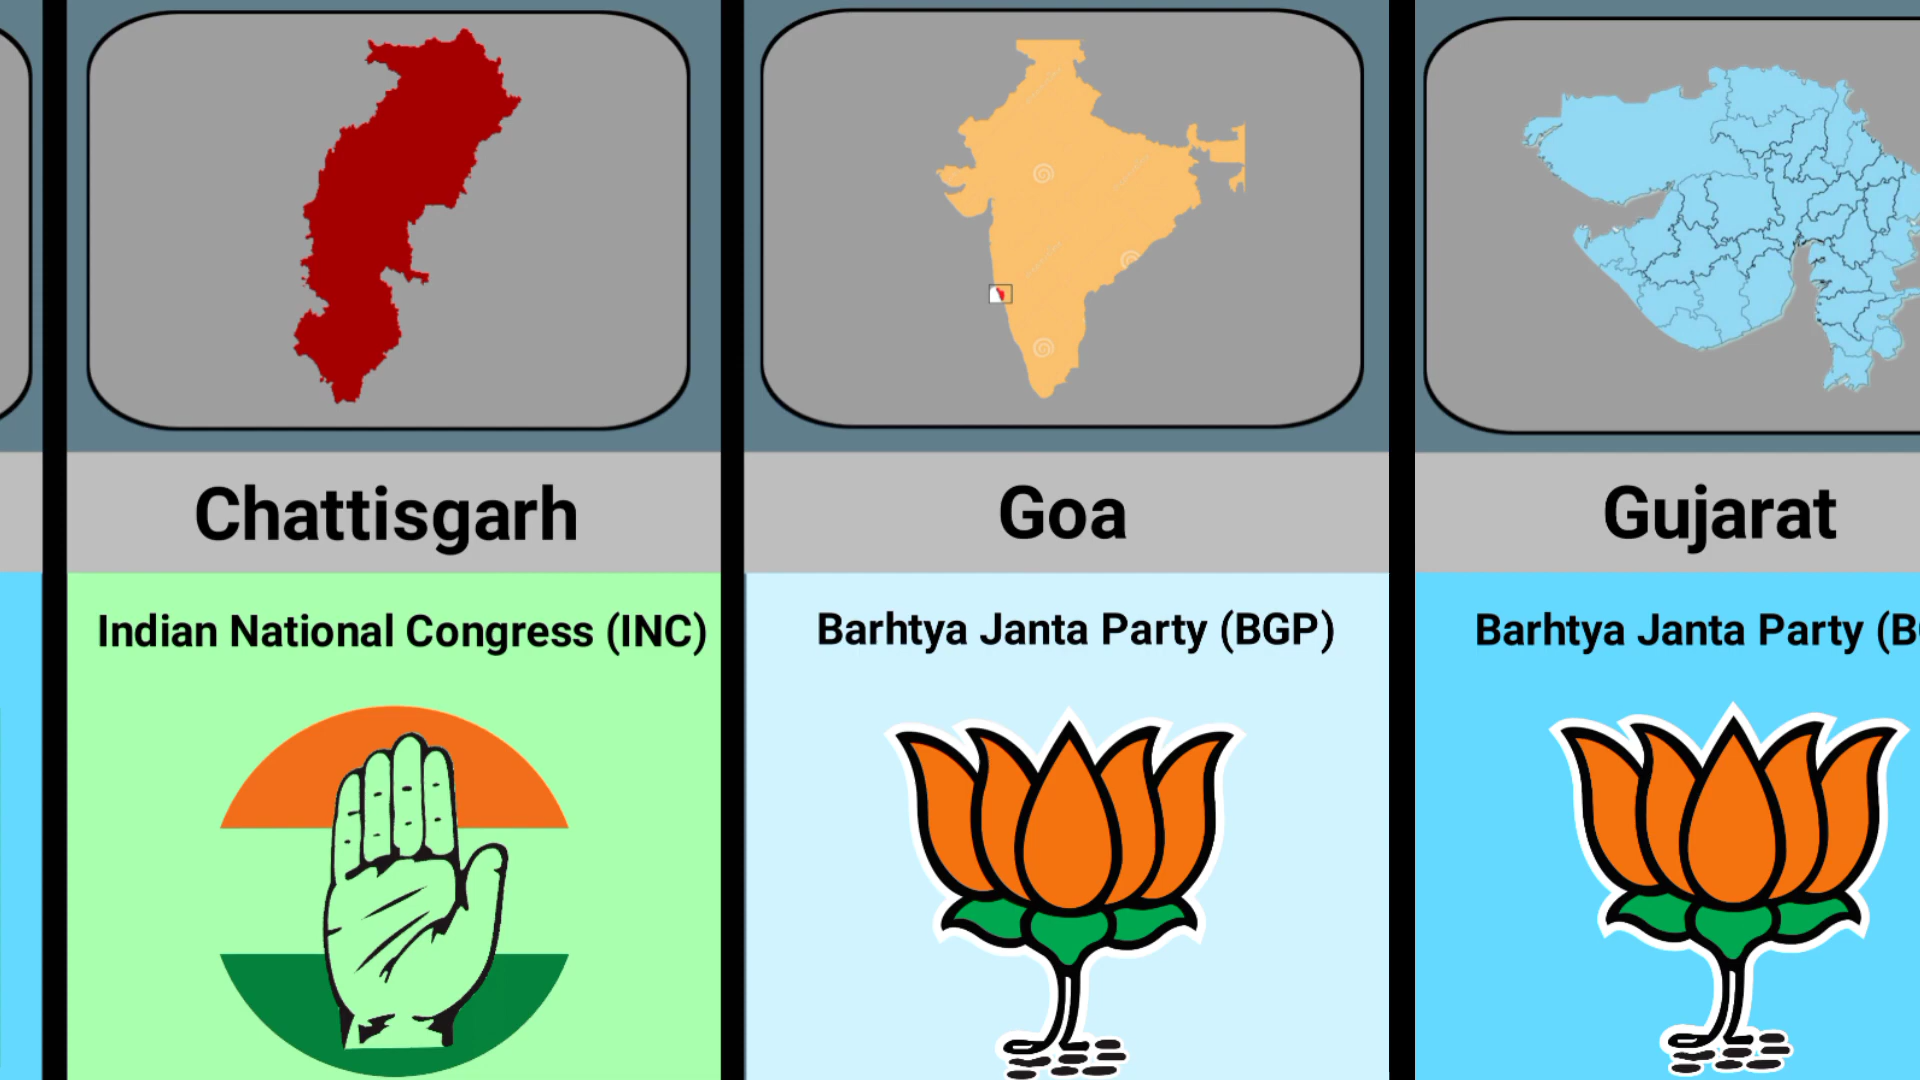 Chattisgarh
Indian National Congress (INC)
Goa
Barhtya Janta Party (BGP)
Gujarat
Barhtya Janta Party